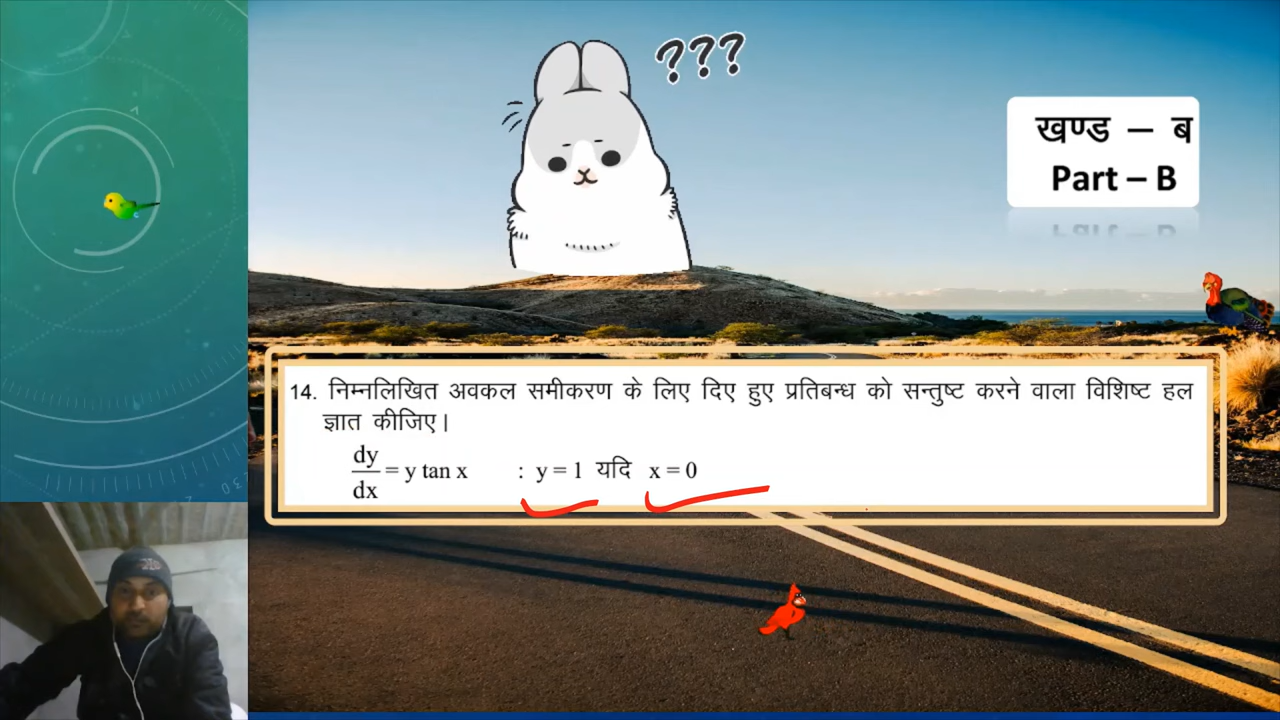 ???
खण्ड – ब
Part – B
14. निम्नलिखित अवकल समीकरण के लिए दिए हुए प्रतिबन्ध को सन्तुष्ट करने वाला विशिष्ट हल
ज्ञात कीजिए।
dy/dx = y tan x : y = 1 यदि x = 0